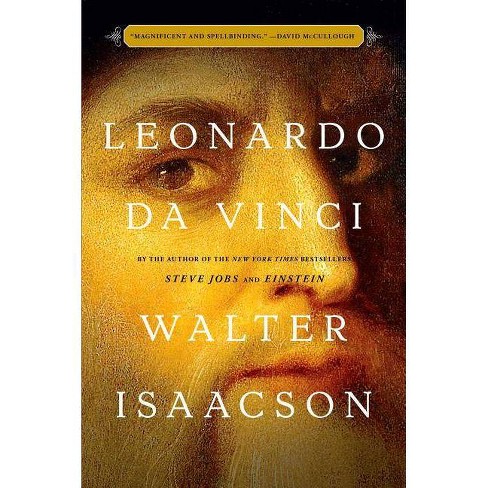 "MAGNIFICENT AND SPELLBINDING." —DAVID McCULLOUGH
LEONARDO
DA VINCI
BY THE AUTHOR OF THE NEW YORK TIMES BESTSELLERS
STEVE JOBS AND EINSTEIN
WALTER
ISAACSON